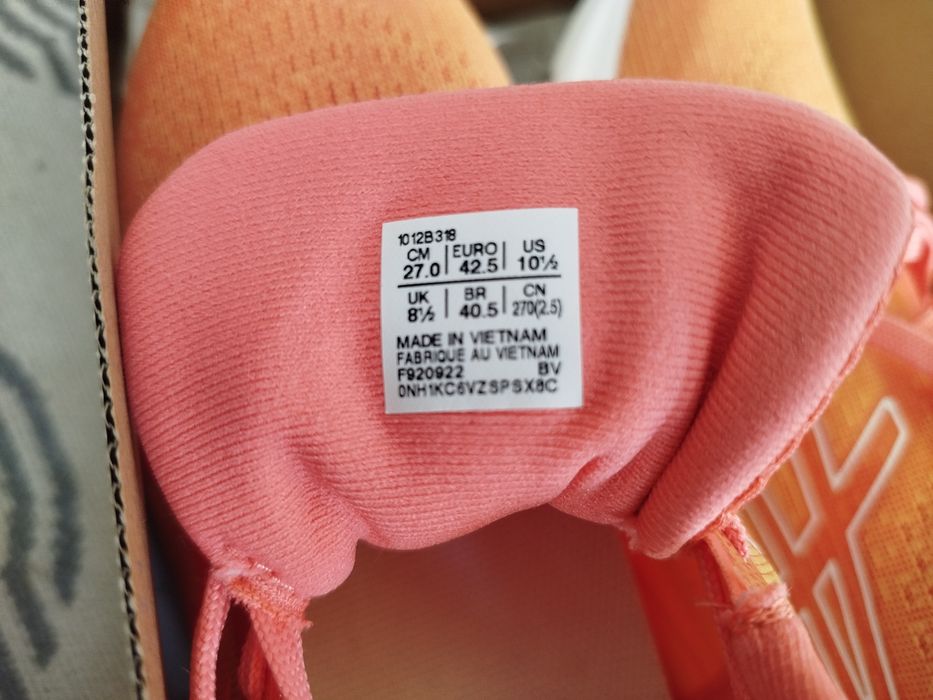 1012B318
CM | EURO | US
27.0 | 42.5 | 10½
UK | BR | CN
8½ | 40.5 | 270(2.5)
MADE IN VIETNAM
FABRIQUE AU VIETNAM
F920922 BV
0NH1KC6VZSPSX8C